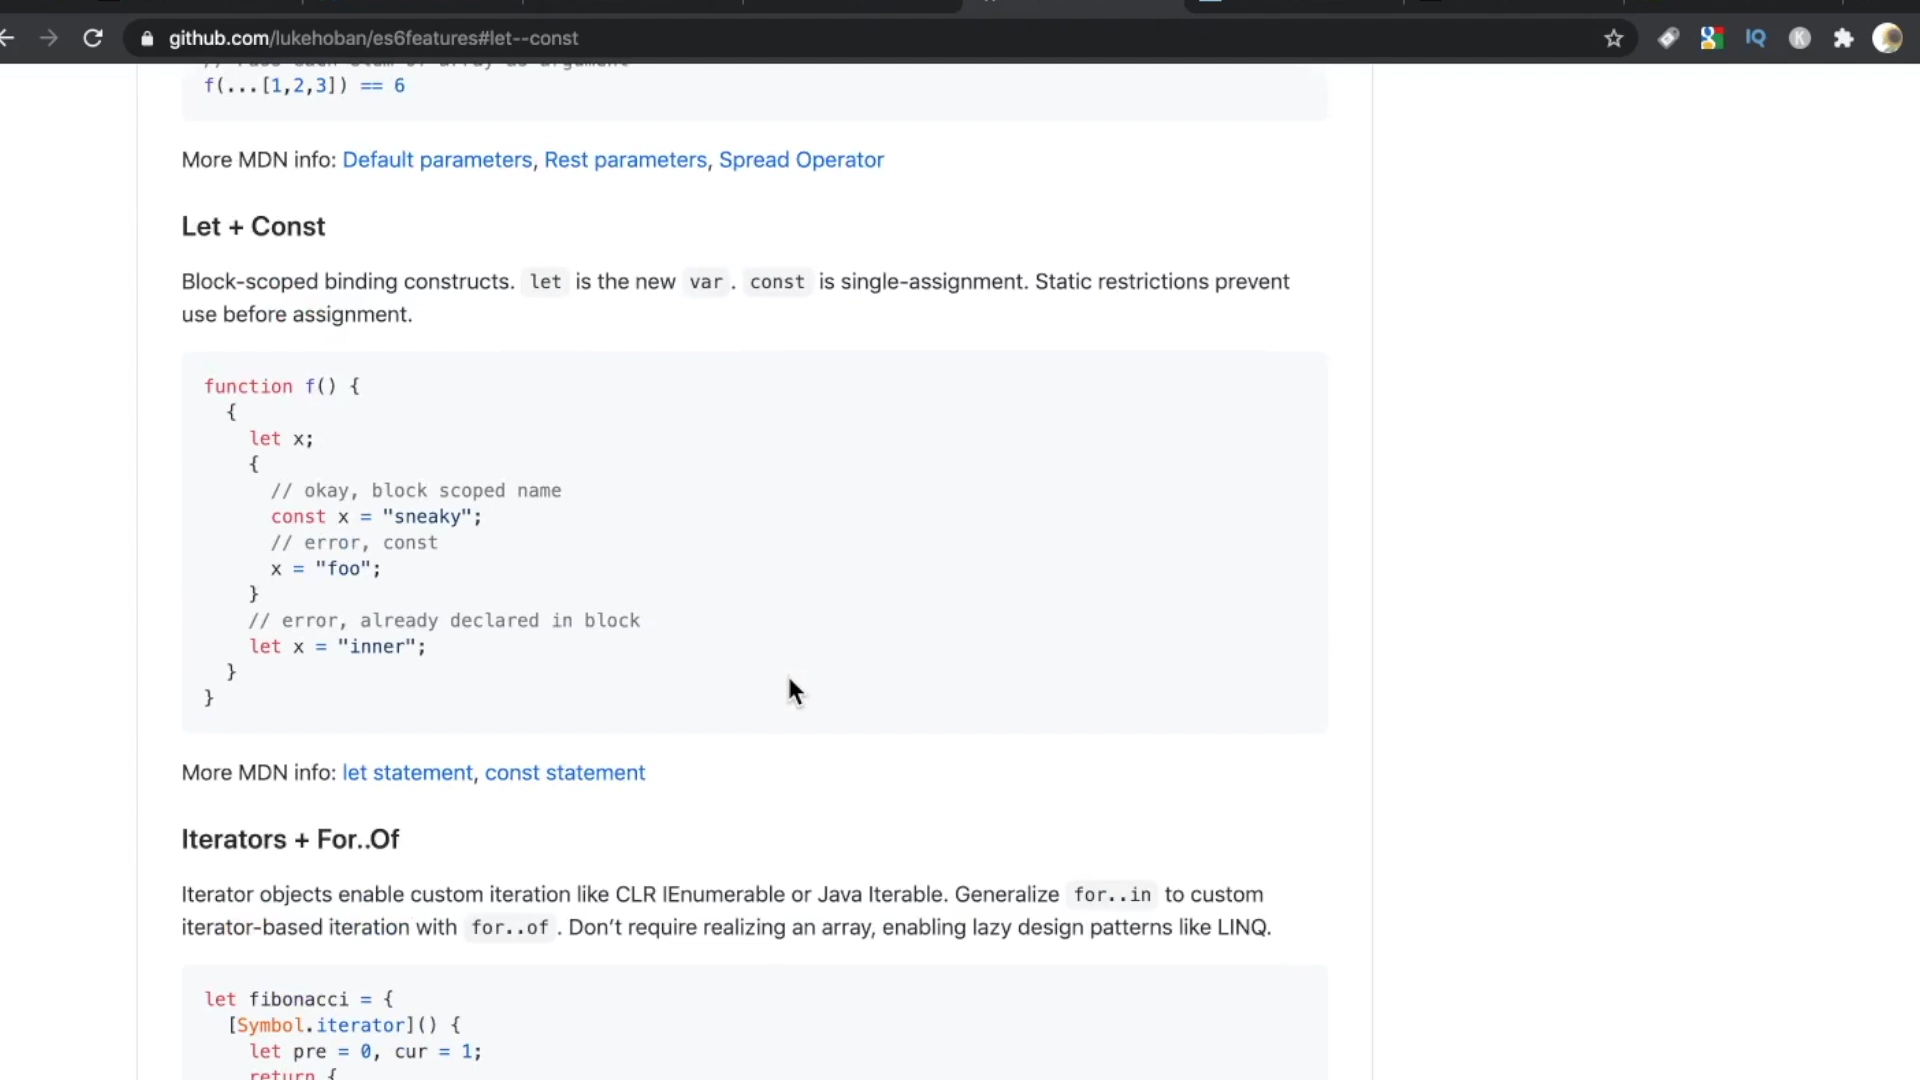 github.com/lukehoban/es6features#let--const
IQ
K
f(...[1,2,3]) == 6
More MDN info: Default parameters, Rest parameters, Spread Operator
Let + Const
Block-scoped binding constructs. let is the new var . const is single-assignment. Static restrictions prevent
use before assignment.
function f() {
  {
    let x;
    {
      // okay, block scoped name
      const x = "sneaky";
      // error, const
      x = "foo";
    }
    // error, already declared in block
    let x = "inner";
  }
}
More MDN info: let statement, const statement
Iterators + For..Of
Iterator objects enable custom iteration like CLR IEnumerable or Java Iterable. Generalize for..in to custom
iterator-based iteration with for..of . Don’t require realizing an array, enabling lazy design patterns like LINQ.
let fibonacci = {
  [Symbol.iterator]() {
    let pre = 0, cur = 1;
    return {